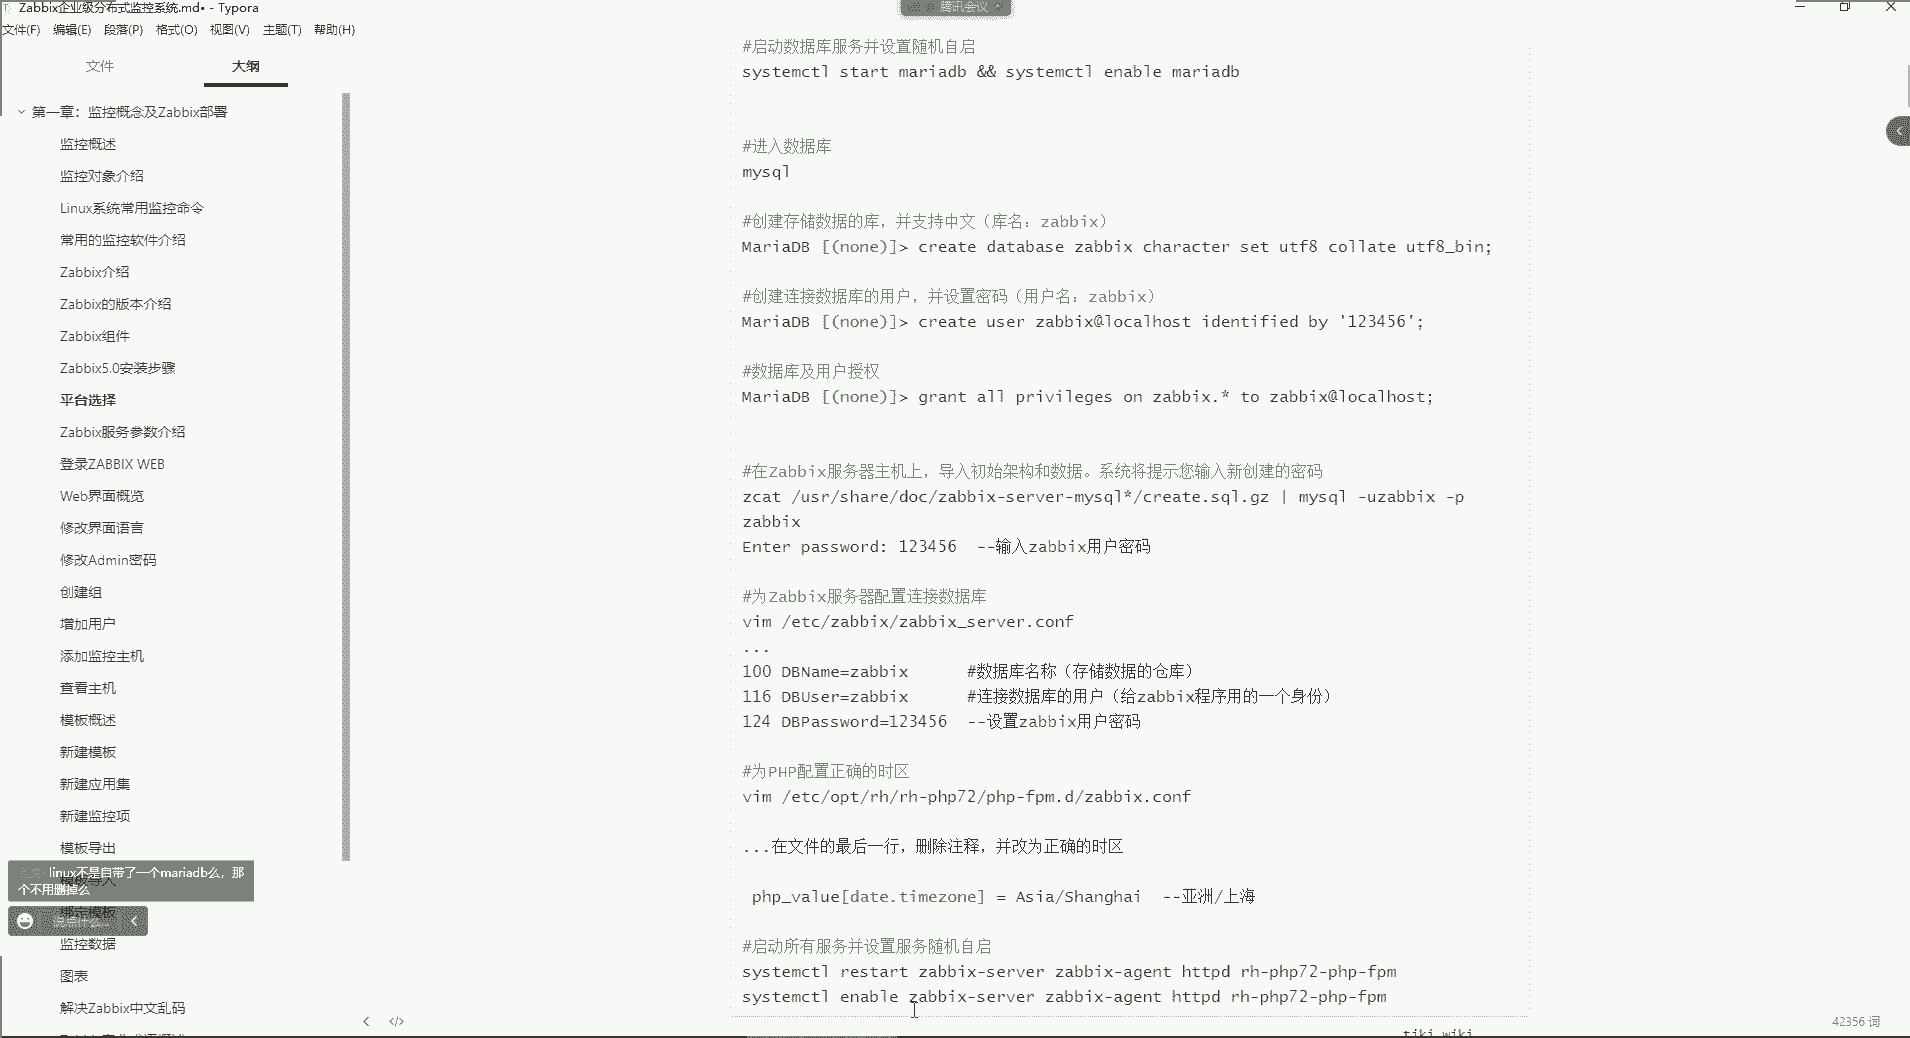 Zabbix企业级分布式监控系统.md• - Typora
腾讯会议
文件(F) 编辑(E) 段落(P) 格式(O) 视图(V) 主题(T) 帮助(H)
文件 大纲
第一章：监控概念及Zabbix部署
监控概述
监控对象介绍
Linux系统常用监控命令
常用的监控软件介绍
Zabbix介绍
Zabbix的版本介绍
Zabbix组件
Zabbix5.0安装步骤
平台选择
Zabbix服务参数介绍
登录ZABBIX WEB
Web界面概览
修改界面语言
修改Admin密码
创建组
增加用户
添加监控主机
查看主机
模板概述
新建模板
新建应用集
新建监控项
模板导出
模板导入
绑定模板
监控数据
图表
解决Zabbix中文乱码
linux不是自带了一个mariadb么，那
个不用删掉么
说点什么...
#启动数据库服务并设置随机自启
systemctl start mariadb && systemctl enable mariadb
#进入数据库
mysql
#创建存储数据的库，并支持中文（库名：zabbix）
MariaDB [(none)]> create database zabbix character set utf8 collate utf8_bin;
#创建连接数据库的用户，并设置密码（用户名：zabbix）
MariaDB [(none)]> create user zabbix@localhost identified by '123456';
#数据库及用户授权
MariaDB [(none)]> grant all privileges on zabbix.* to zabbix@localhost;
#在Zabbix服务器主机上，导入初始架构和数据。系统将提示您输入新创建的密码
zcat /usr/share/doc/zabbix-server-mysql*/create.sql.gz | mysql -uzabbix -p
zabbix
Enter password: 123456  --输入zabbix用户密码
#为Zabbix服务器配置连接数据库
vim /etc/zabbix/zabbix_server.conf
...
100 DBName=zabbix      #数据库名称（存储数据的仓库）
116 DBUser=zabbix      #连接数据库的用户（给zabbix程序用的一个身份）
124 DBPassword=123456  --设置zabbix用户密码
#为PHP配置正确的时区
vim /etc/opt/rh/rh-php72/php-fpm.d/zabbix.conf
...在文件的最后一行，删除注释，并改为正确的时区
php_value[date.timezone] = Asia/Shanghai  --亚洲/上海
#启动所有服务并设置服务随机自启
systemctl restart zabbix-server zabbix-agent httpd rh-php72-php-fpm
systemctl enable zabbix-server zabbix-agent httpd rh-php72-php-fpm
42356 词